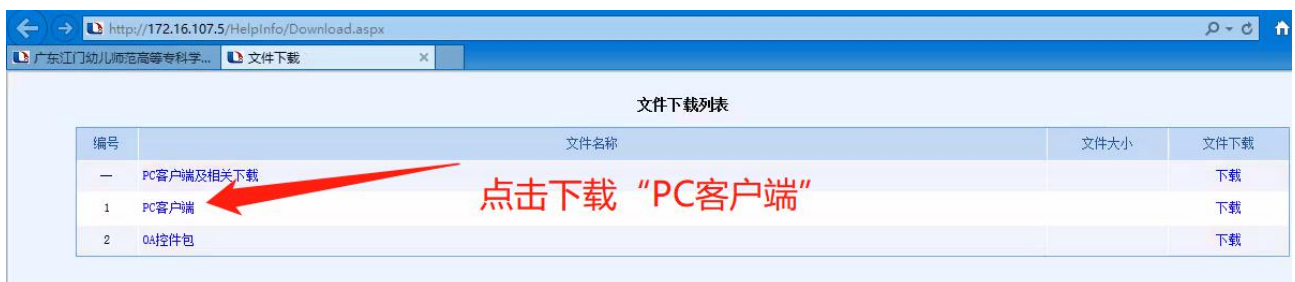 http://172.16.107.5/HelpInfo/Download.aspx
广东江门幼儿师范高等专科学... 文件下载
文件下载列表
编号 文件名称 文件大小 文件下载
一 PC客户端及相关下载 下载
1 PC客户端 下载
2 OA控件包 下载
点击下载“PC客户端”